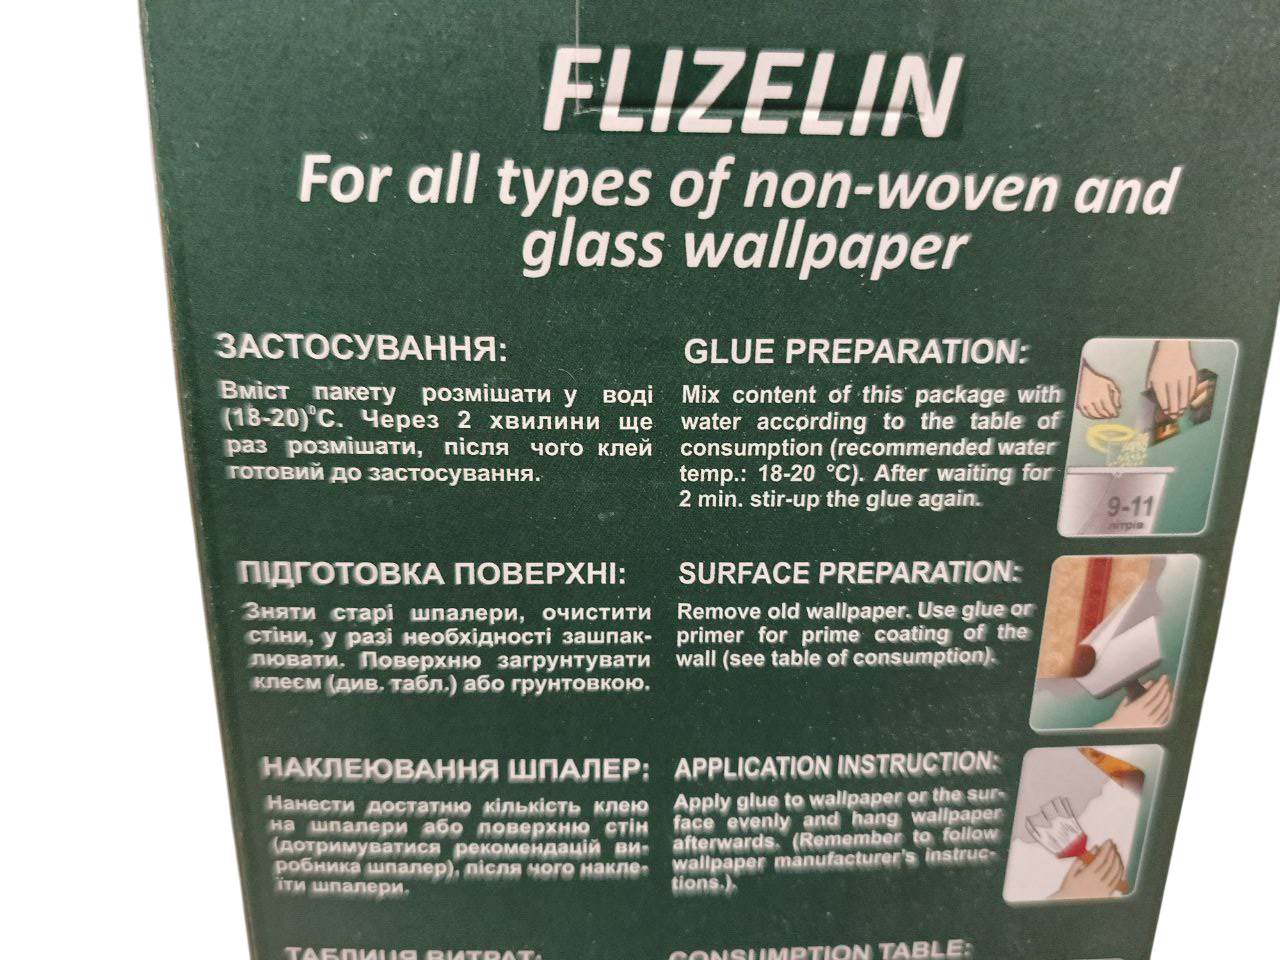 FLIZELIN
For all types of non-woven and
glass wallpaper
ЗАСТОСУВАННЯ:
Вміст пакету розмішати у воді
(18-20)⁰С. Через 2 хвилини ще
раз розмішати, після чого клей
готовий до застосування.
GLUE PREPARATION:
Mix content of this package with
water according to the table of
consumption (recommended water
temp.: 18-20 °C). After waiting for
2 min. stir-up the glue again.
9-11
літрів
ПІДГОТОВКА ПОВЕРХНІ:
Зняти старі шпалери, очистити
стіни, у разі необхідності зашпак-
лювати. Поверхню загрунтувати
клеєм (див. табл.) або грунтовкою.
SURFACE PREPARATION:
Remove old wallpaper. Use glue or
primer for prime coating of the
wall (see table of consumption).
НАКЛЕЮВАННЯ ШПАЛЕР:
Нанести достатню кількість клею
на шпалери або поверхню стін
(дотримуватися рекомендацій ви-
робника шпалер), після чого накле-
їти шпалери.
APPLICATION INSTRUCTION:
Apply glue to wallpaper or the sur-
face evenly and hang wallpaper
afterwards. (Remember to follow
wallpaper manufacturer's instruc-
tions.).
ТАБЛИЦЯ ВИТРАТ:
CONSUMPTION TABLE: